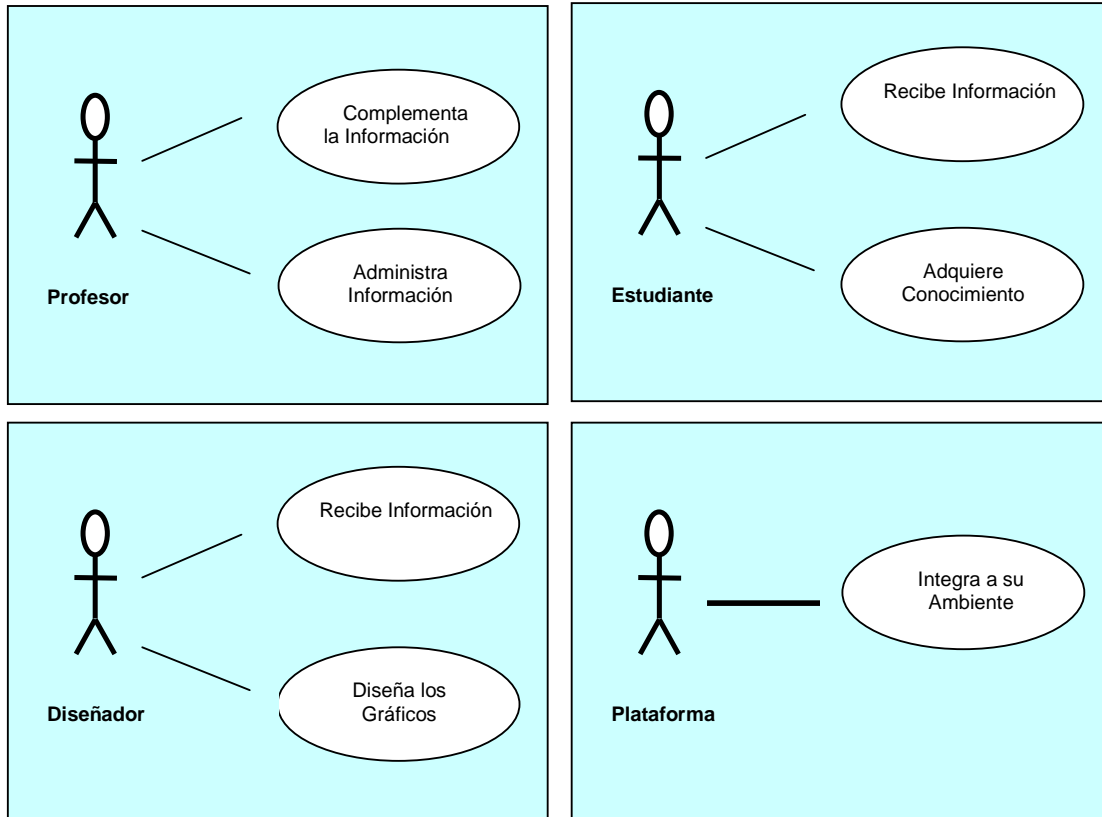 Complementa
la Información
Administra
Información
Profesor
Recibe Información
Adquiere
Conocimiento
Estudiante
Recibe Información
Diseña los
Gráficos
Diseñador
Integra a su
Ambiente
Plataforma